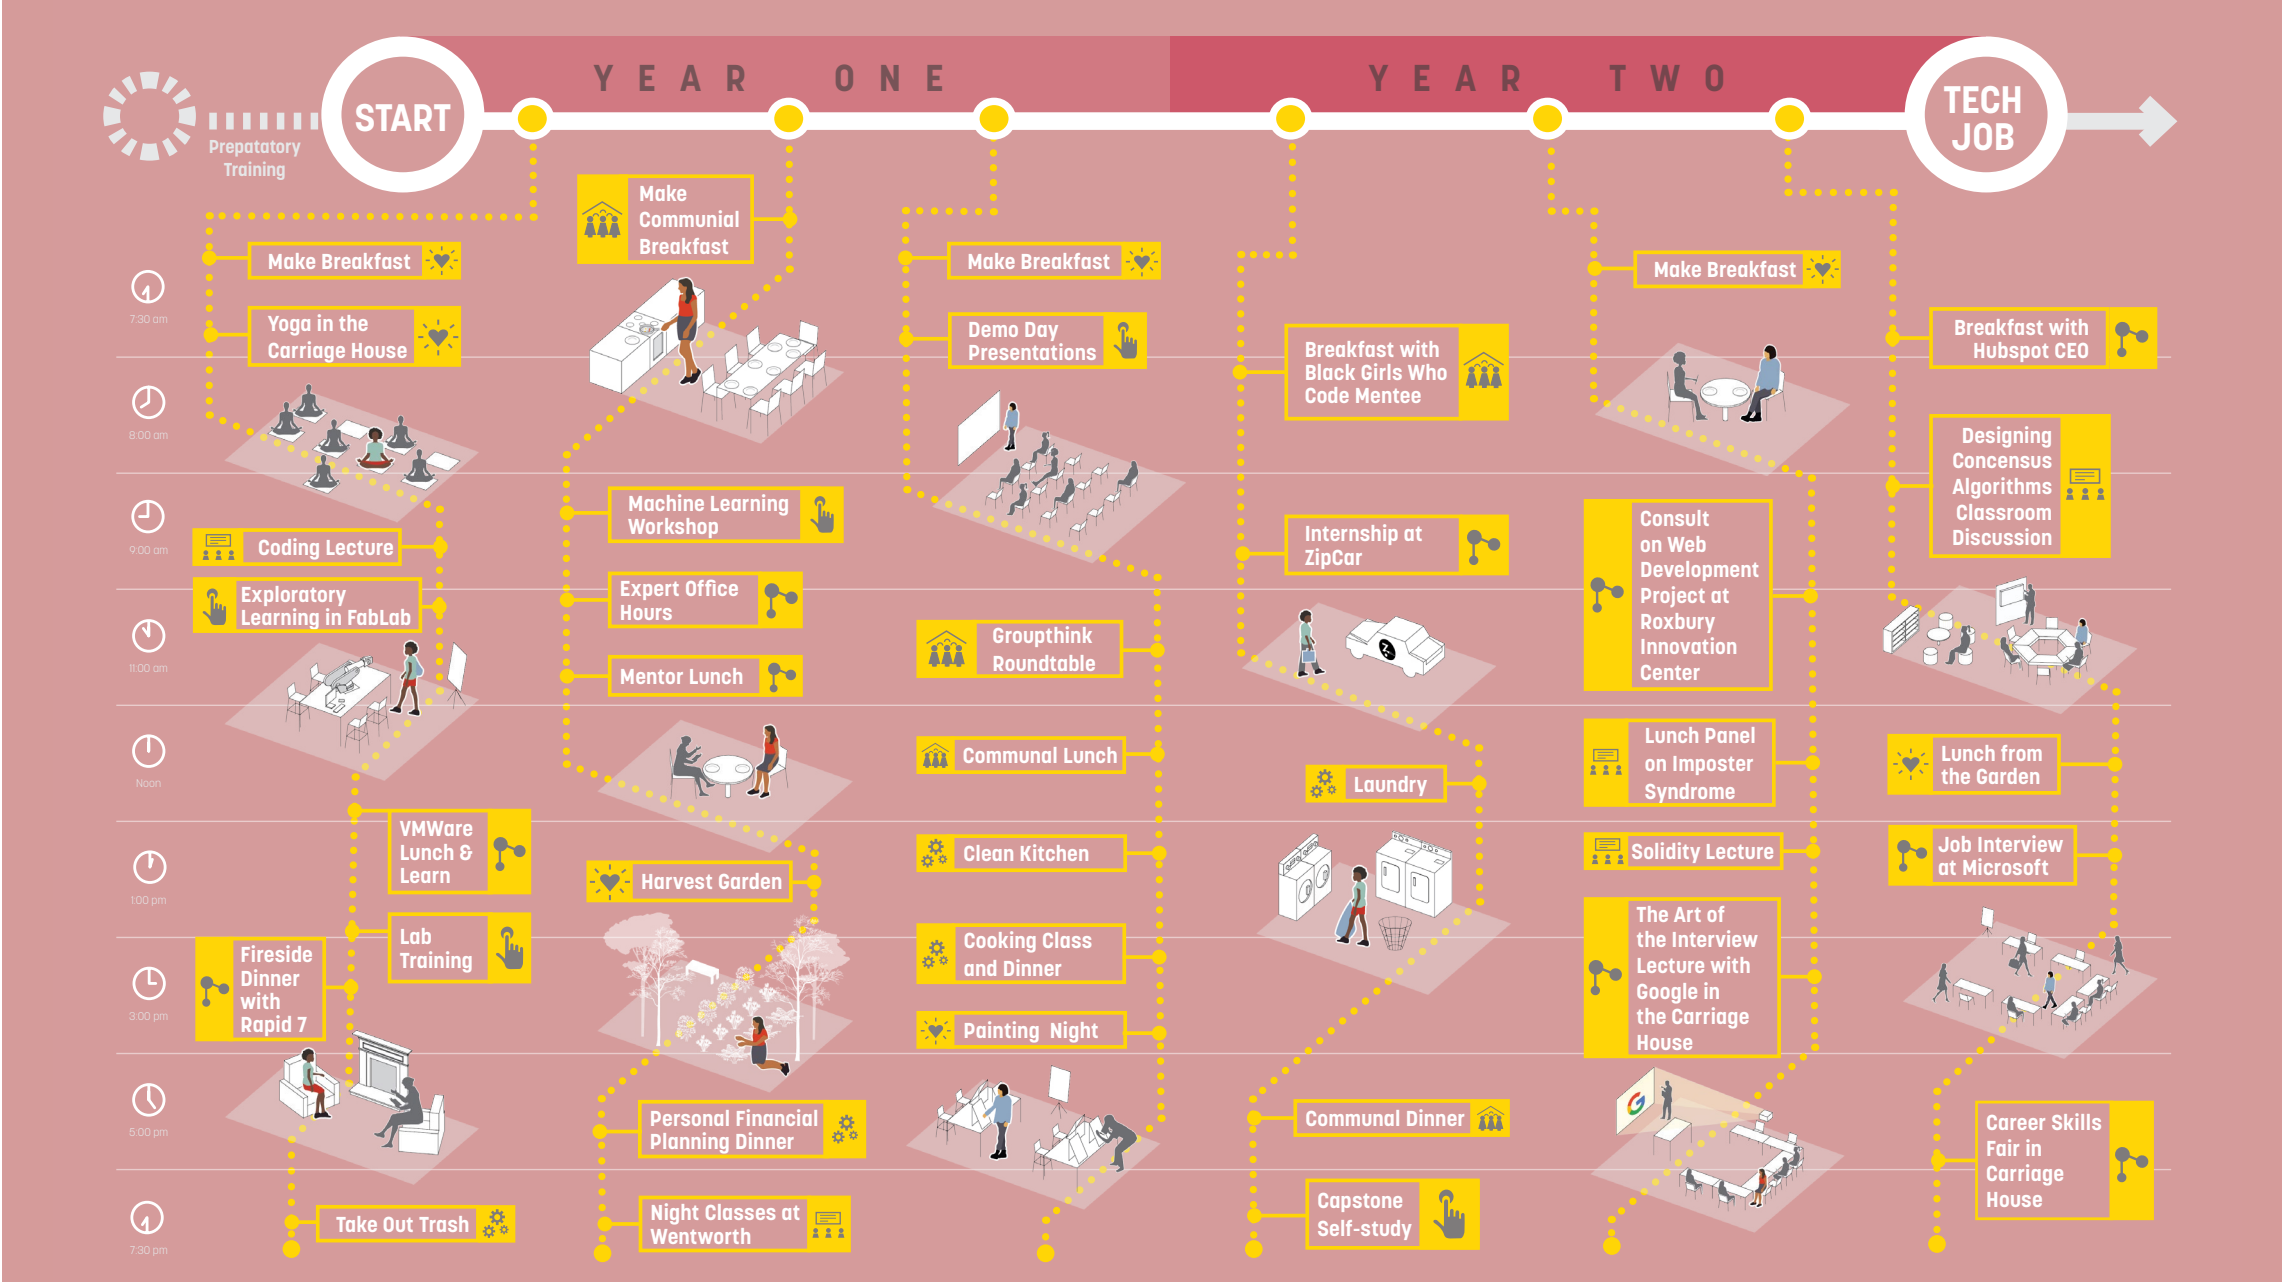 YEAR ONE
YEAR TWO
START
TECH
JOB
Prepatatory
Training
7:30 am
8:00 am
9:00 am
11:00 am
Noon
1:00 pm
3:00 pm
5:00 pm
7:30 pm
Make Breakfast
Yoga in the
Carriage House
Coding Lecture
Exploratory
Learning in FabLab
VMWare
Lunch &
Learn
Lab
Training
Fireside
Dinner
with
Rapid 7
Take Out Trash
Make
Communial
Breakfast
Machine Learning
Workshop
Expert Office
Hours
Mentor Lunch
Harvest Garden
Personal Financial
Planning Dinner
Night Classes at
Wentworth
Make Breakfast
Demo Day
Presentations
Groupthink
Roundtable
Communal Lunch
Clean Kitchen
Cooking Class
and Dinner
Painting Night
Breakfast with
Black Girls Who
Code Mentee
Internship at
ZipCar
Z
Laundry
Communal Dinner
Capstone
Self-study
Make Breakfast
Consult
on Web
Development
Project at
Roxbury
Innovation
Center
Lunch Panel
on Imposter
Syndrome
Solidity Lecture
The Art of
the Interview
Lecture with
Google in
the Carriage
House
G
Breakfast with
Hubspot CEO
Designing
Concensus
Algorithms
Classroom
Discussion
Lunch from
the Garden
Job Interview
at Microsoft
Career Skills
Fair in
Carriage
House